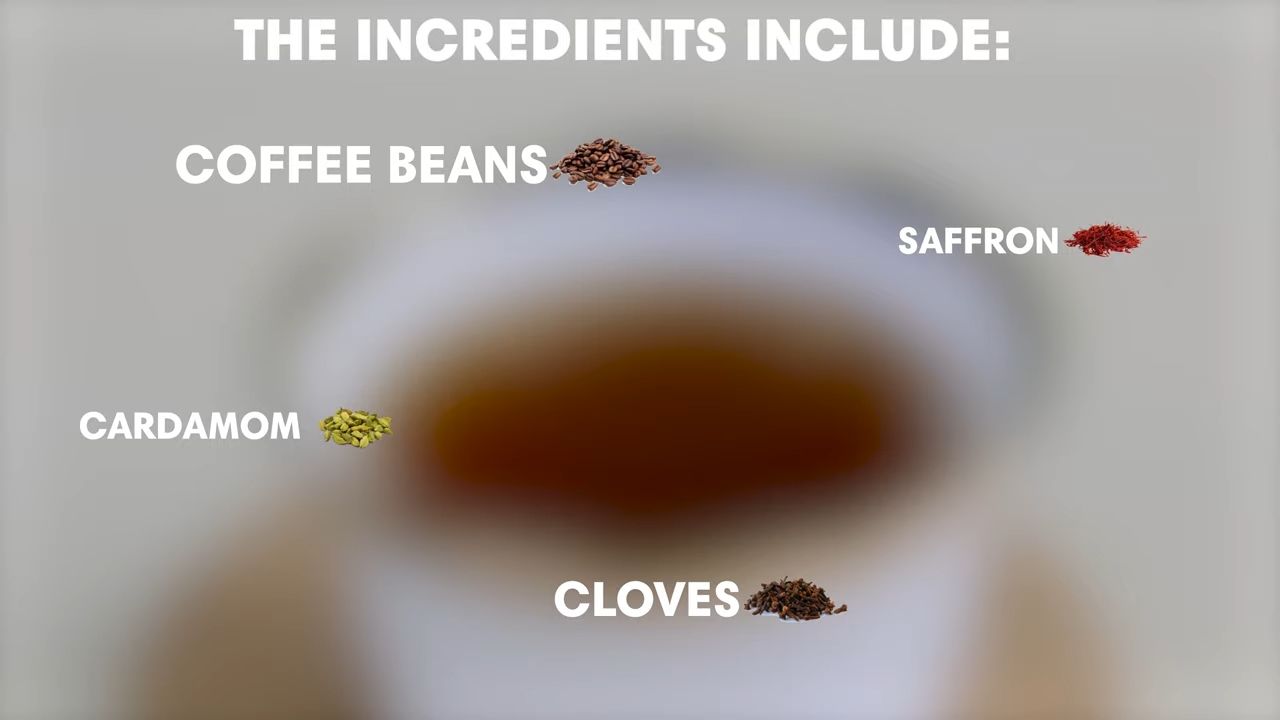 THE INCREDIENTS INCLUDE:
COFFEE BEANS
SAFFRON
CARDAMOM
CLOVES